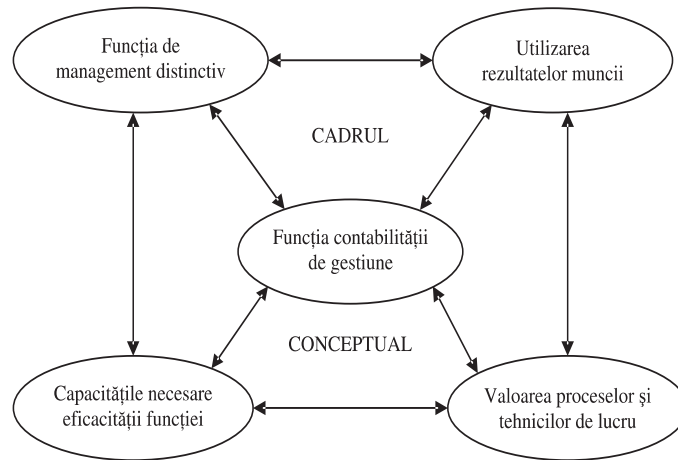 Funcția de
management distinctiv
Utilizarea
rezultatelor muncii
CADRUL
Funcția contabilității
de gestiune
CONCEPTUAL
Capacitățile necesare
eficacității funcției
Valoarea proceselor și
tehnicilor de lucru